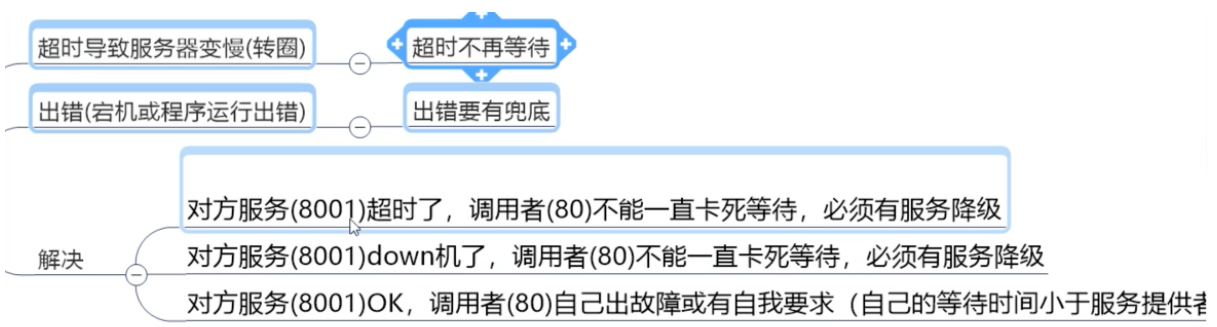 超时导致服务器变慢(转圈)
超时不再等待
出错(宕机或程序运行出错)
出错要有兜底
对方服务(8001)超时了，调用者(80)不能一直卡死等待，必须有服务降级
解决
对方服务(8001)down机了，调用者(80)不能一直卡死等待，必须有服务降级
对方服务(8001)OK，调用者(80)自己出故障或有自我要求（自己的等待时间小于服务提供者